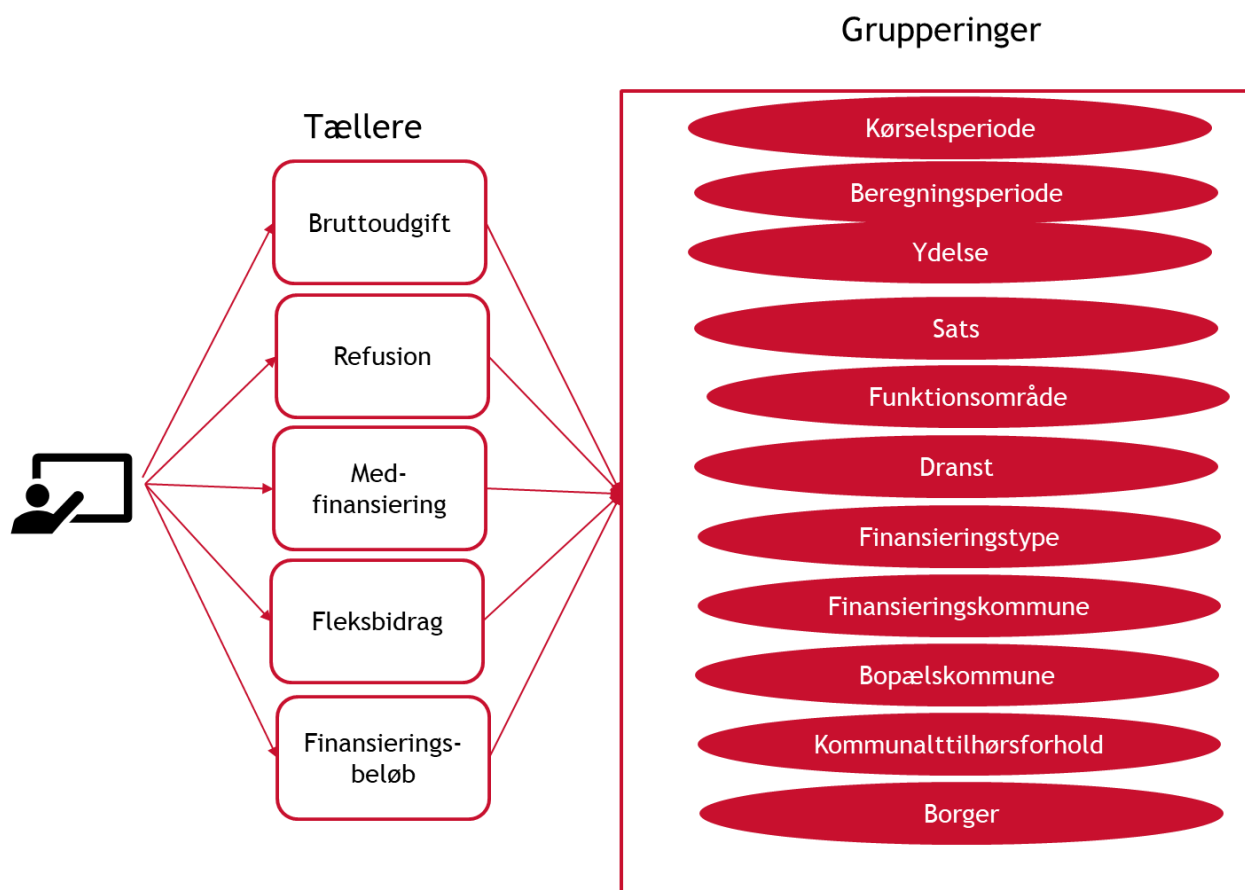 Grupperinger
Tællere
Bruttoudgift
Refusion
Med-
finansiering
Fleksbidrag
Finansierings-
beløb
Kørselsperiode
Beregningsperiode
Ydelse
Sats
Funktionsområde
Dranst
Finansieringstype
Finansieringskommune
Bopælskommune
Kommunalttilhørsforhold
Borger